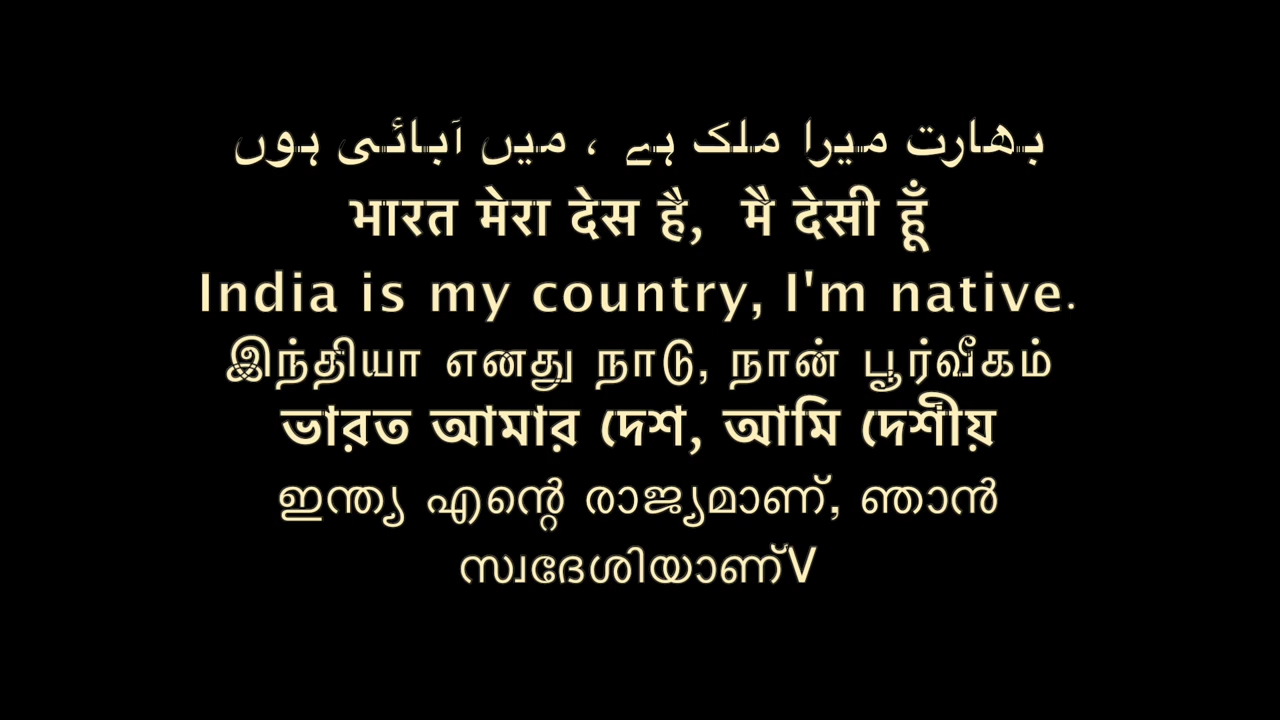 بھارت میرا ملک ہے ، میں آبائی ہوں
भारत मेरा देस है, मै देसी हूँ
India is my country, I'm native.
இந்தியா எனது நாடு, நான் பூர்வீகம்
ভারত আমার দেশ, আমি দেশীয়
ഇന്ത്യ എന്റെ രാജ്യമാണ്, ഞാൻ
സ്വദേശിയാണ്V